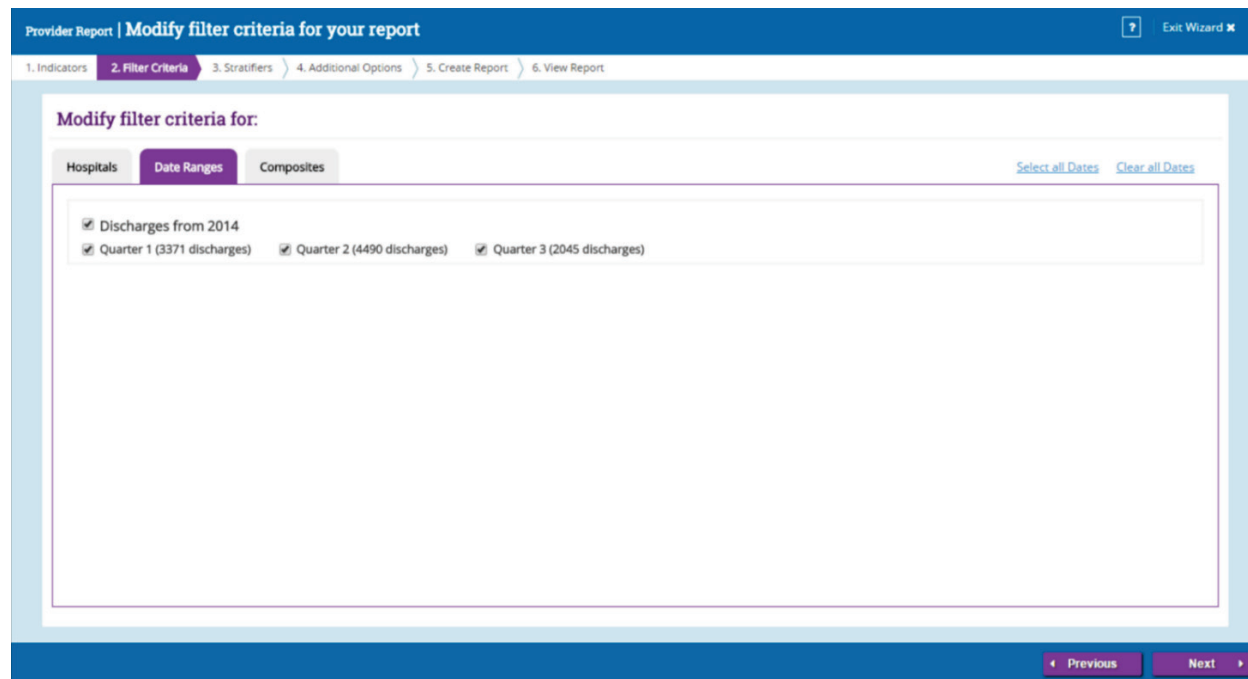 Provider Report | Modify filter criteria for your report
? Exit Wizard ✖
1. Indicators 2. Filter Criteria 3. Stratifiers 4. Additional Options 5. Create Report 6. View Report
Modify filter criteria for:
Hospitals Date Ranges Composites Select all Dates Clear all Dates
Discharges from 2014
Quarter 1 (3371 discharges) Quarter 2 (4490 discharges) Quarter 3 (2045 discharges)
Previous Next